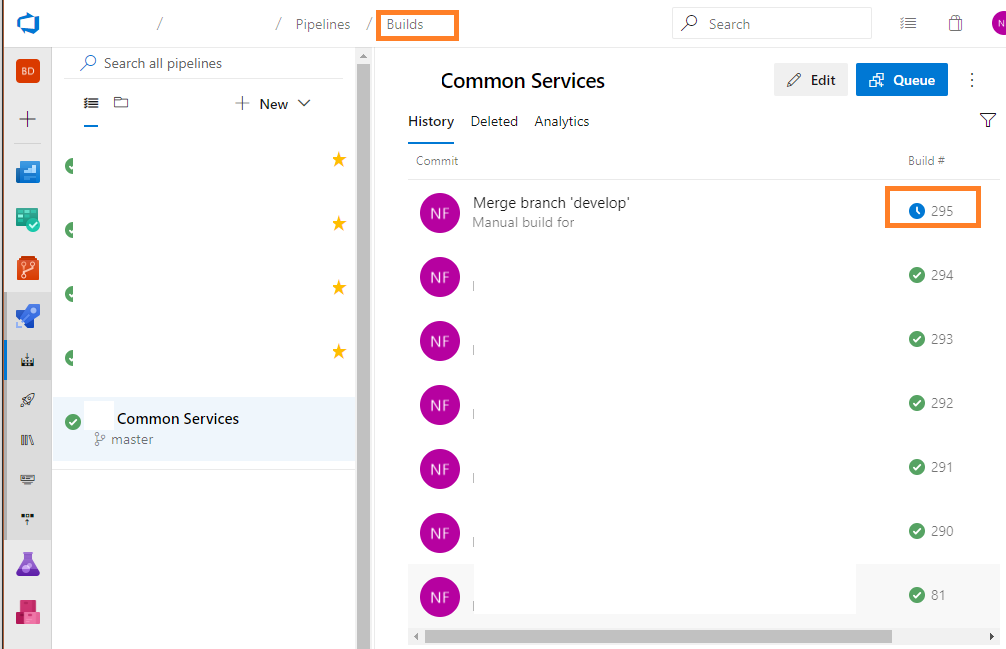 / / Pipelines / Builds
Search
N
BD
Search all pipelines
New
Common Services
master
Common Services
Edit
Queue
History Deleted Analytics
Commit Build #
NF Merge branch 'develop' 295
Manual build for
NF 294
NF 293
NF 292
NF 291
NF 290
NF 81